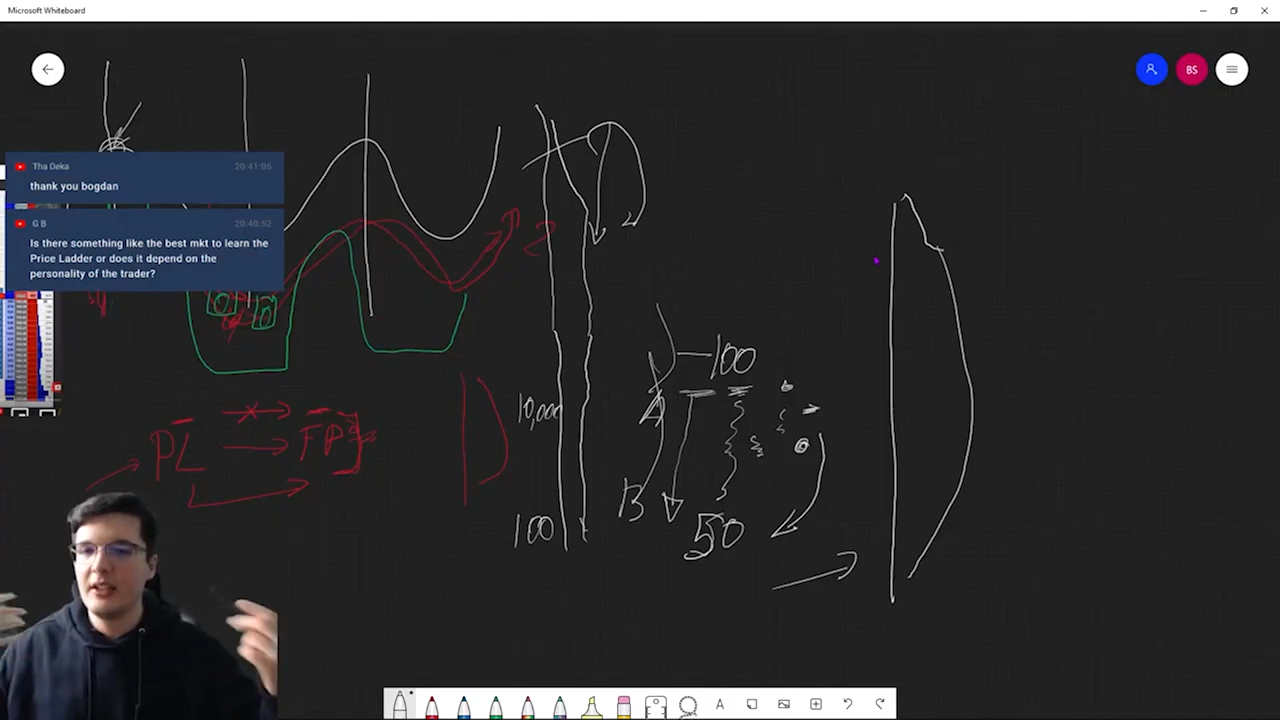 Microsoft Whiteboard
BS
Tha Deka 20:41:05
thank you bogdan
G B 20:40:52
Is there something like the best mkt to learn the
Price Ladder or does it depend on the
personality of the trader?
100
10,000
PL
FP
B
100
50
A